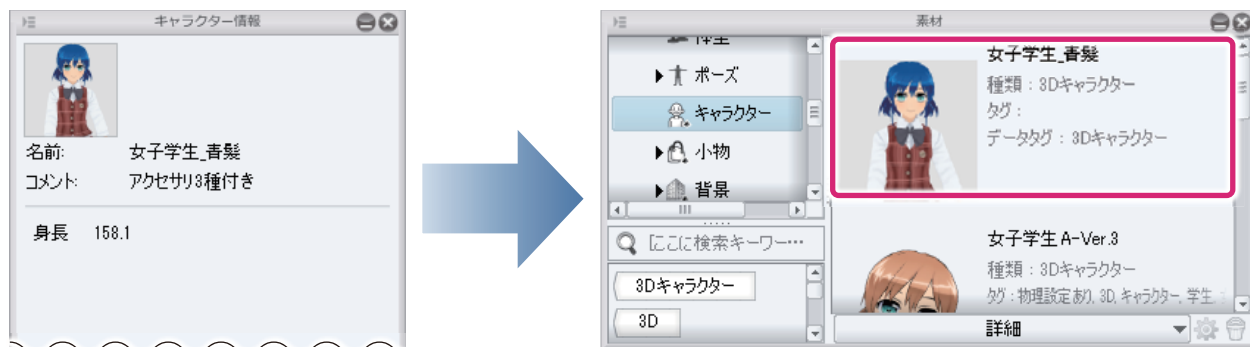 キャラクター情報
名前: 女子学生_青髪
コメント: アクセサリ3種付き
身長 158.1
素材
ポーズ
キャラクター
小物
背景
ここに検索キーワー…
3Dキャラクター
3D
女子学生_青髪
種類：3Dキャラクター
タグ：
データタグ：3Dキャラクター
女子学生 A-Ver.3
種類：3Dキャラクター
タグ：物理設定あり, 3D, キャラクター, 学生,
詳細